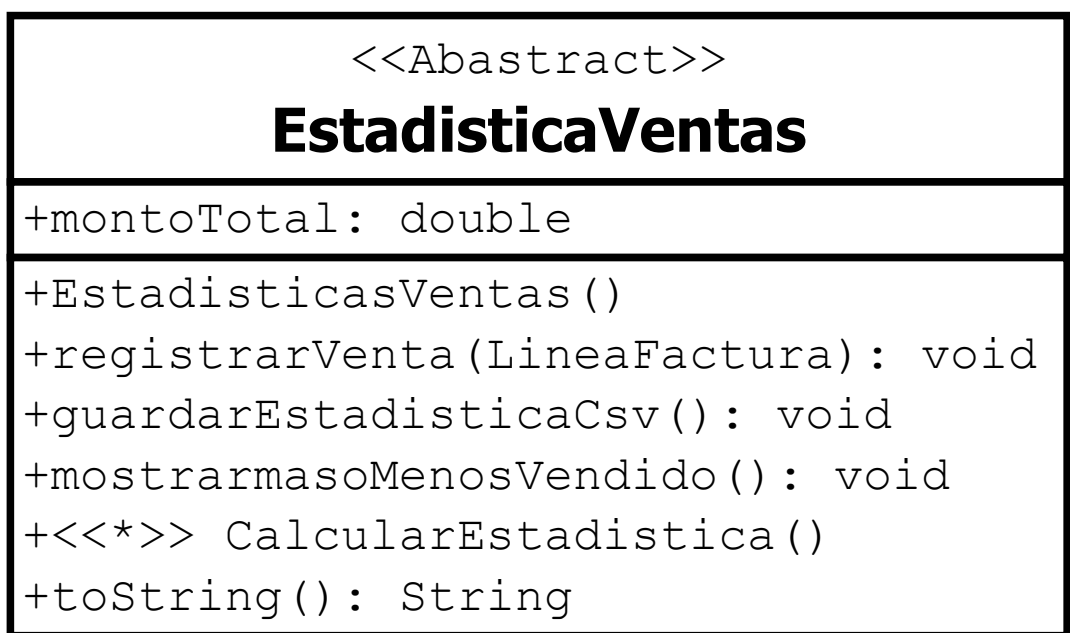 <<Abastract>>
EstadisticaVentas
+montoTotal: double
+EstadisticasVentas()
+registrarVenta(LineaFactura): void
+guardarEstadisticaCsv(): void
+mostrarmasoMenosVendido(): void
+<<*>> CalcularEstadistica()
+toString(): String